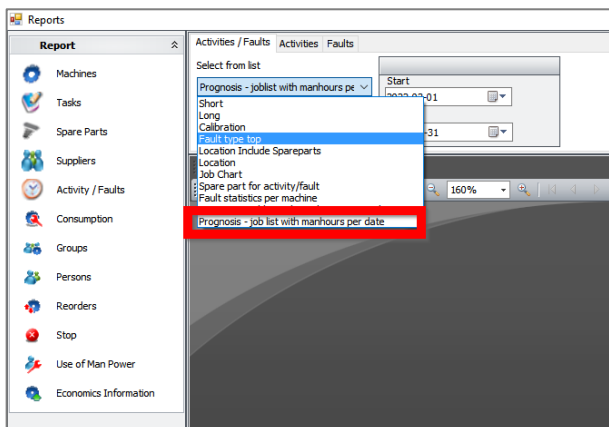 Reports
Report
Machines
Tasks
Spare Parts
Suppliers
Activity / Faults
Consumption
Groups
Persons
Reorders
Stop
Use of Man Power
Economics Information
Activities / Faults Activities Faults
Select from list
Prognosis - joblist with manhours pe
Start
-01
-31
Short
Long
Calibration
Fault type top
Location Include Spareparts
Location
Job Chart
Spare part for activity/fault
Fault statistics per machine
Prognosis - job list with manhours per date
160%